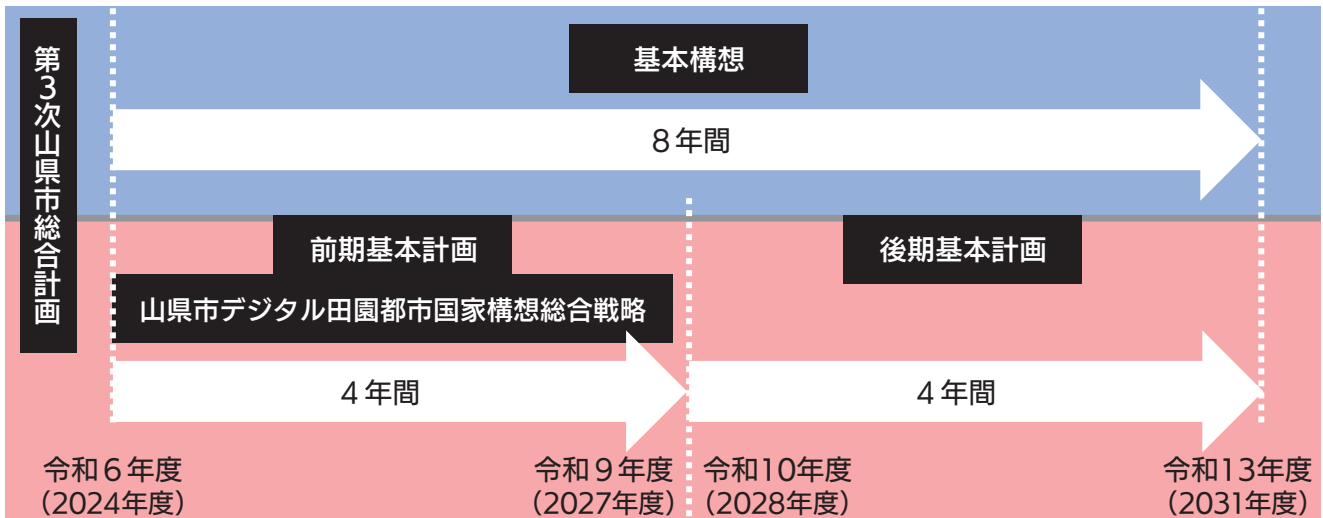 第3次山県市総合計画
基本構想
8年間
前期基本計画
後期基本計画
山県市デジタル田園都市国家構想総合戦略
4年間
4年間
令和6年度
(2024年度)
令和9年度
(2027年度)
令和10年度
(2028年度)
令和13年度
(2031年度)